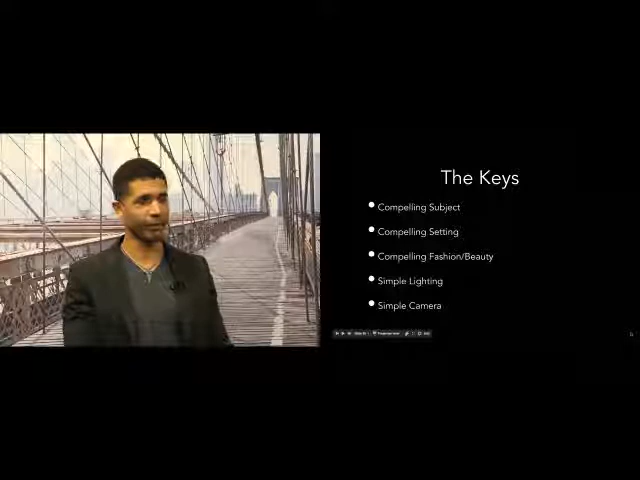 The Keys
Compelling Subject
Compelling Setting
Compelling Fashion/Beauty
Simple Lighting
Simple Camera